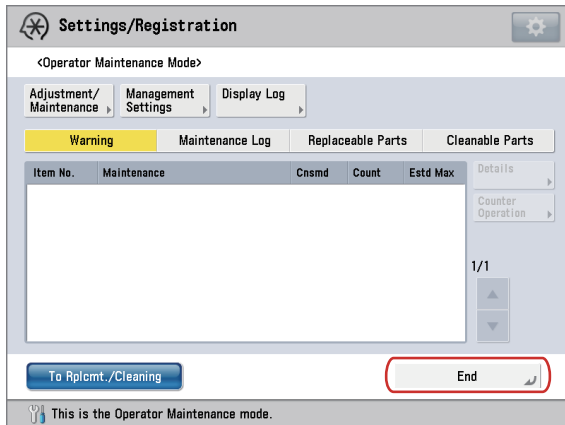 Settings/Registration
<Operator Maintenance Mode>
Adjustment/
Maintenance
Management
Settings
Display Log
Warning
Maintenance Log
Replaceable Parts
Cleanable Parts
Item No.
Maintenance
Cnsmd
Count
Estd Max
Details
Counter
Operation
1/1
To Rplcmt./Cleaning
End
This is the Operator Maintenance mode.